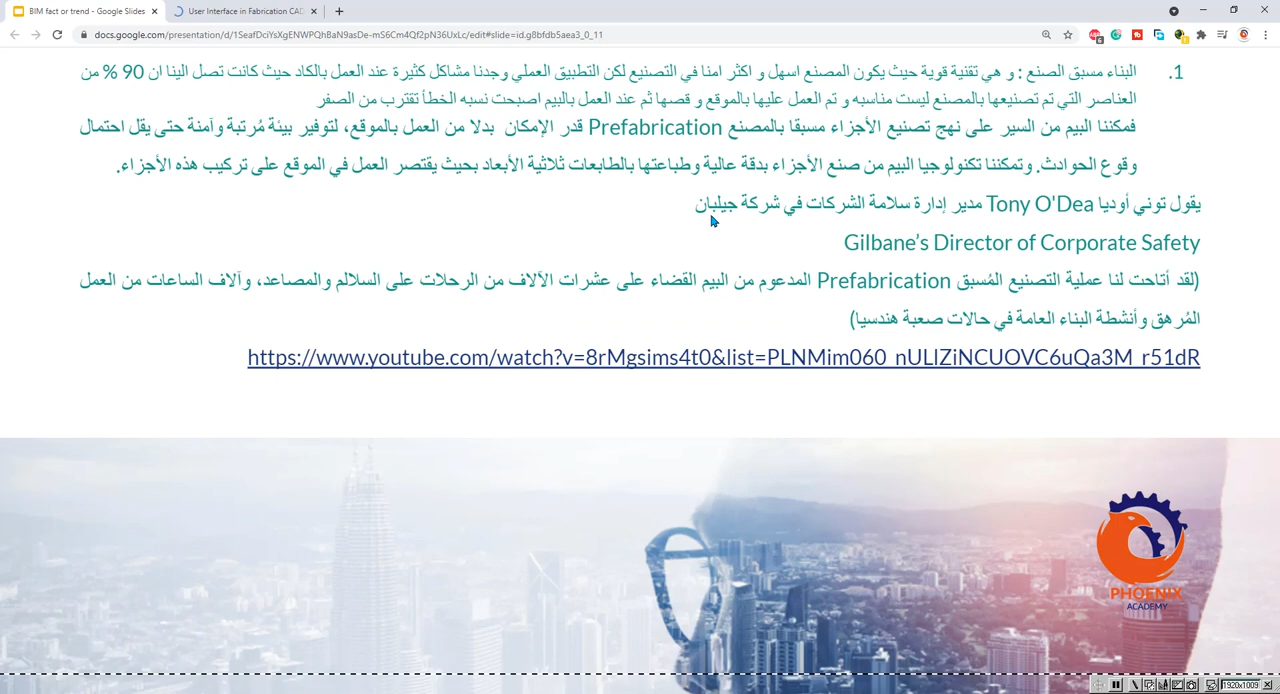 BIM fact or trend - Google Slides
User Interface in Fabrication CAD
docs.google.com/presentation/d/1SeafDciYsXgENWPQhBaN9asDe-mS6Cm4Qf2pN36UxLc/edit#slide=id.g8bfdb5aea3_0_11
1. البناء مسبق الصنع : و هي تقنية قوية حيث يكون المصنع اسهل و اكثر امنا في التصنيع لكن التطبيق العملي وجدنا مشاكل كثيرة عند العمل بالكاد حيث كانت تصل الينا ان 90 % من
العناصر التي تم تصنيعها بالمصنع ليست مناسبه و تم العمل عليها بالموقع و قصها ثم عند العمل بالبيم اصبحت نسبه الخطأ تقترب من الصفر
فمكننا البيم من السير على نهج تصنيع الأجزاء مسبقا بالمصنع Prefabrication قدر الإمكان بدلا من العمل بالموقع، لتوفير بيئة مُرتبة وآمنة حتى يقل احتمال
وقوع الحوادث. وتمكننا تكنولوجيا البيم من صنع الأجزاء بدقة عالية وطباعتها بالطابعات ثلاثية الأبعاد بحيث يقتصر العمل في الموقع على تركيب هذه الأجزاء.
يقول توني أوديا Tony O'Dea مدير إدارة سلامة الشركات في شركة جيلبان
Gilbane’s Director of Corporate Safety
(لقد أتاحت لنا عملية التصنيع المُسبق Prefabrication المدعوم من البيم القضاء على عشرات الآلاف من الرحلات على السلالم والمصاعد، وآلاف الساعات من العمل
المُرهق وأنشطة البناء العامة في حالات صعبة هندسيا)
https://www.youtube.com/watch?v=8rMgsims4t0&list=PLNMim060_nULIZiNCUOVC6uQa3M_r51dR
PHOENIX
ACADEMY
1920x1009